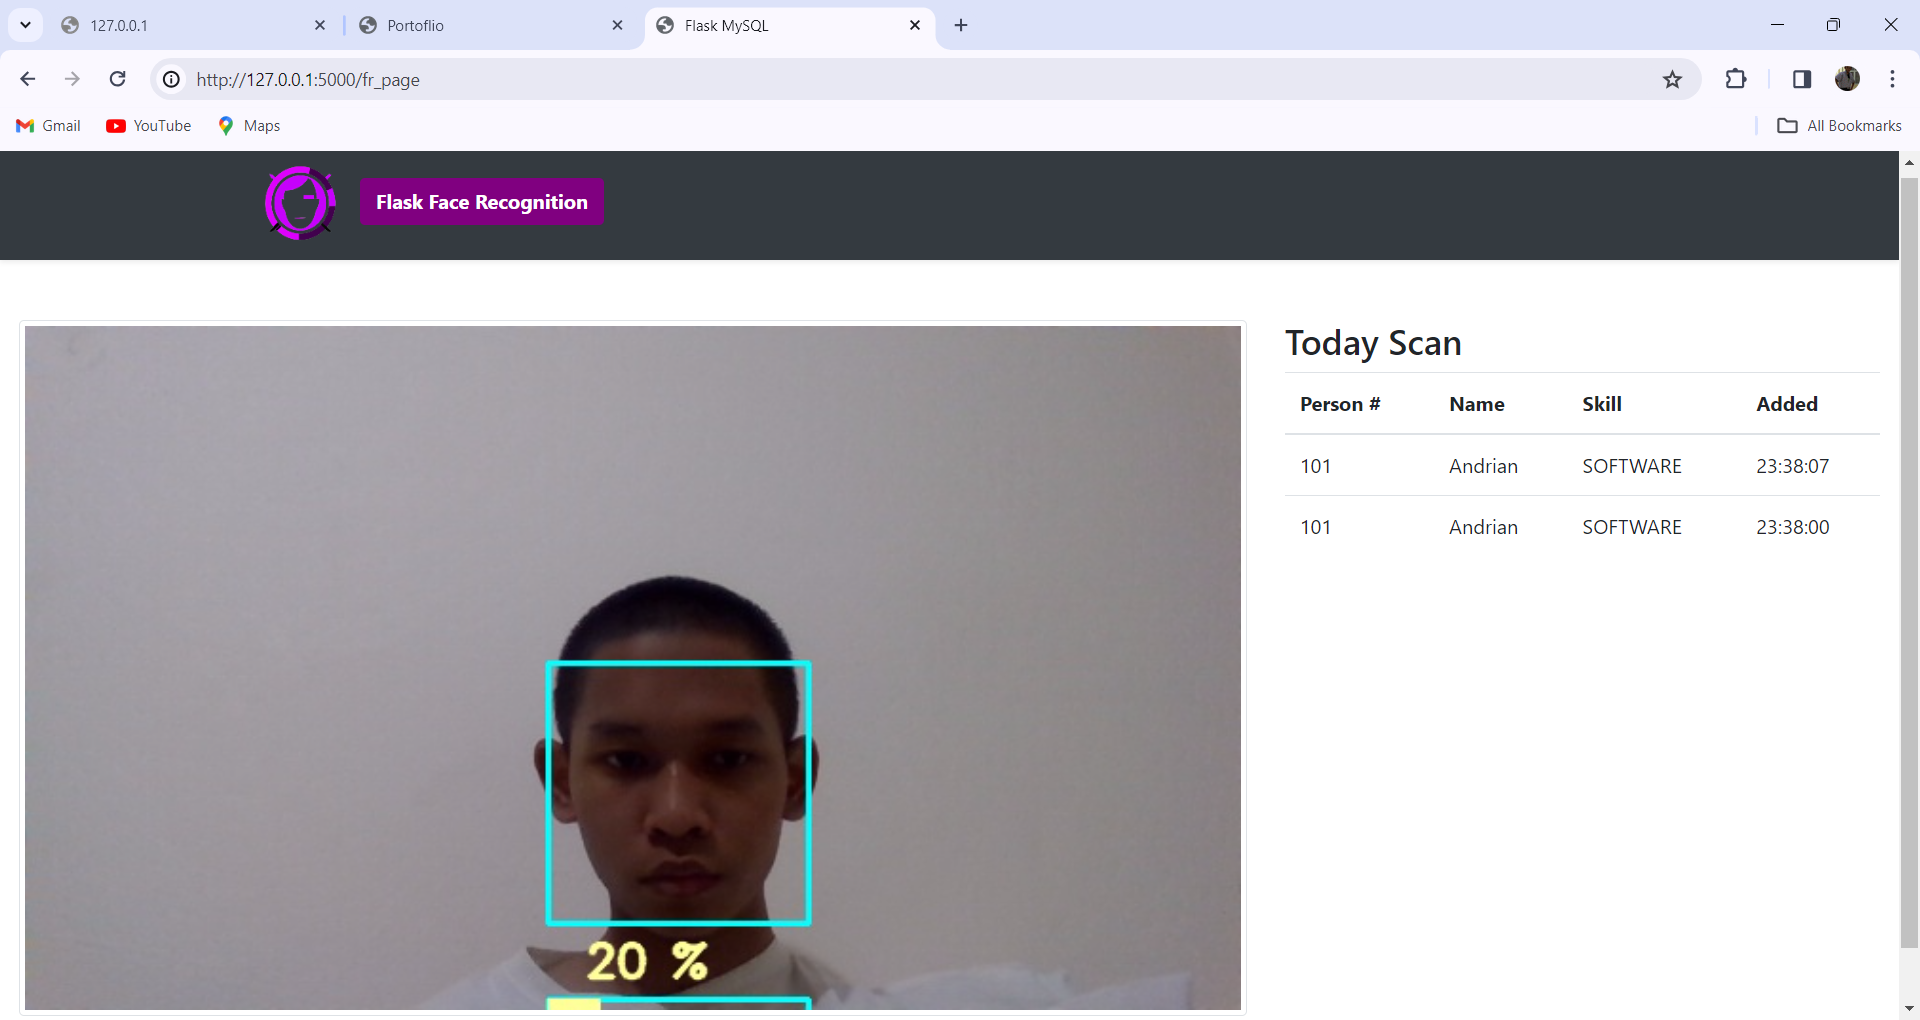 127.0.0.1
Portoflio
Flask MySQL
http://127.0.0.1:5000/fr_page
Gmail
YouTube
Maps
All Bookmarks
Flask Face Recognition
Today Scan
Person # Name Skill Added
101 Andrian SOFTWARE 23:38:07
101 Andrian SOFTWARE 23:38:00
20 %